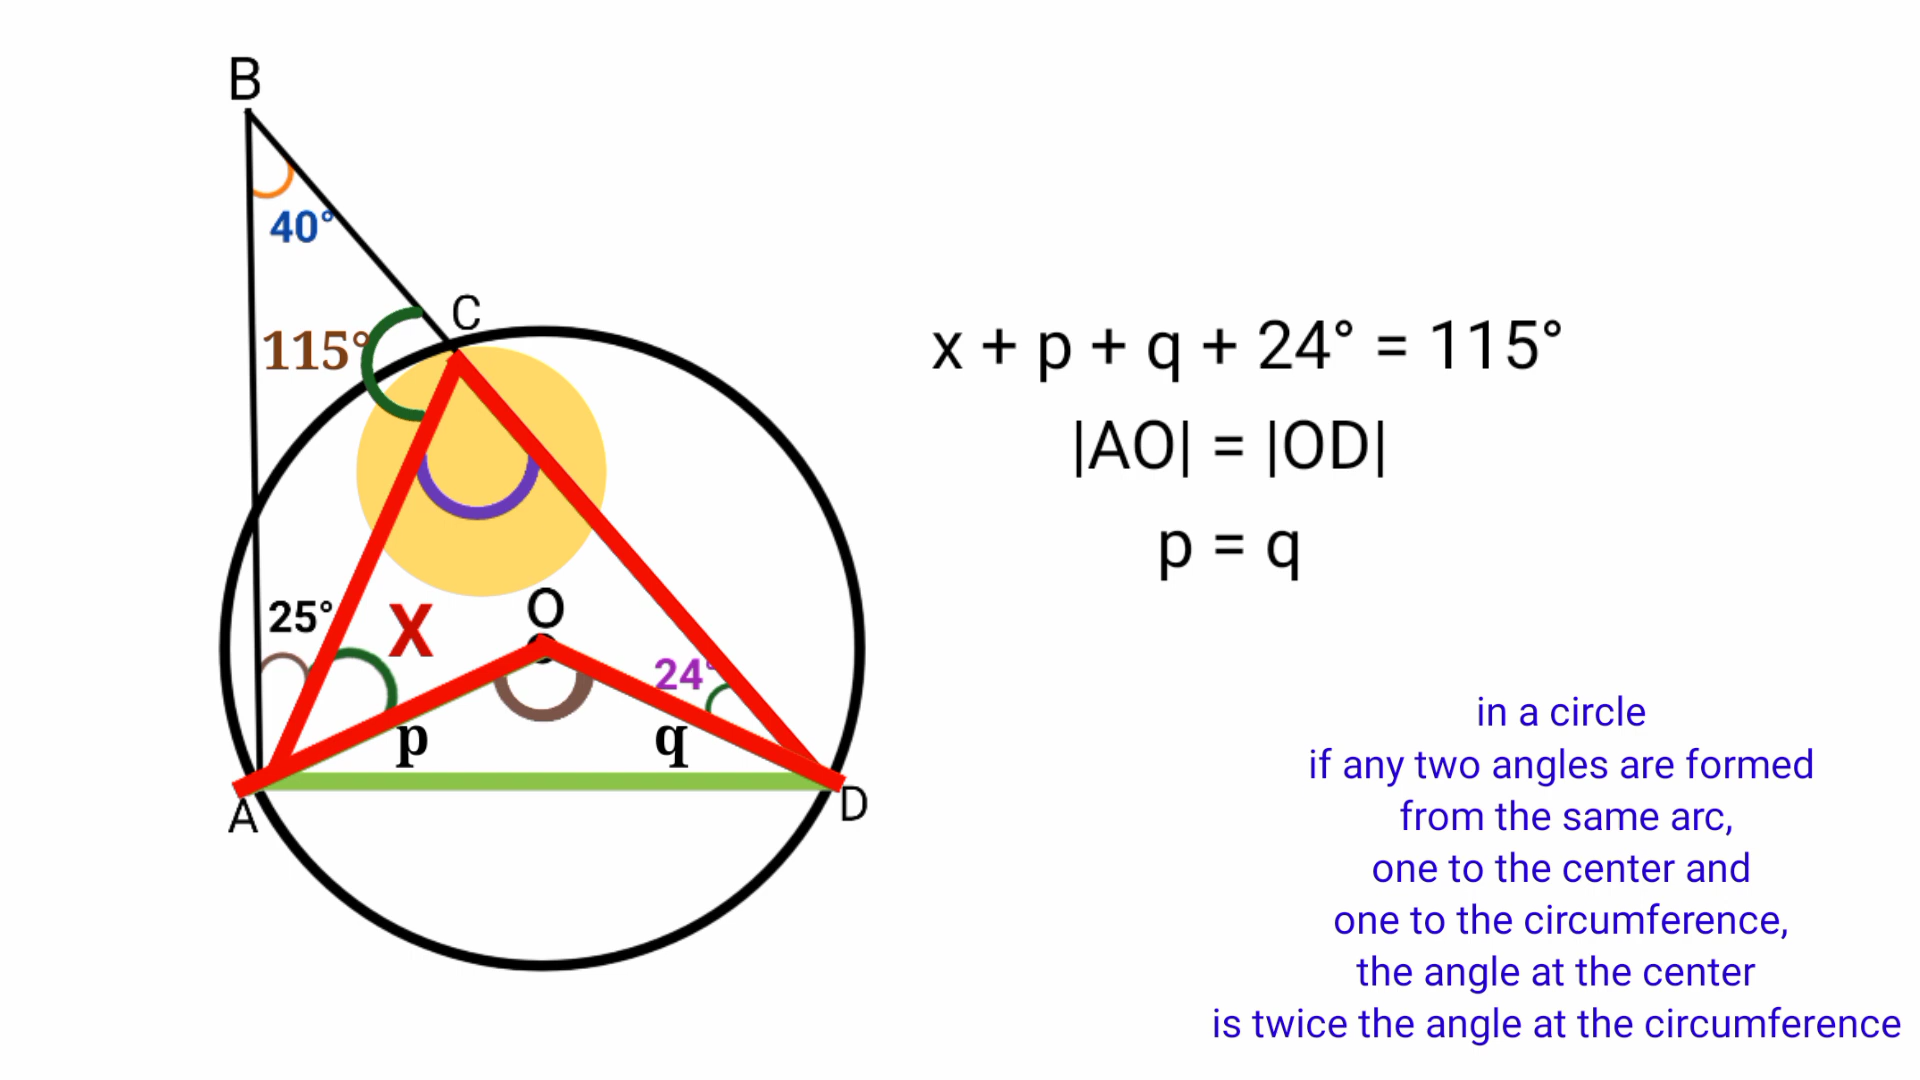 B
40°
C
115°
x + p + q + 24° = 115°
|AO| = |OD|
p = q
O
25°
X
24°
p
q
A
D
in a circle
if any two angles are formed
from the same arc,
one to the center and
one to the circumference,
the angle at the center
is twice the angle at the circumference